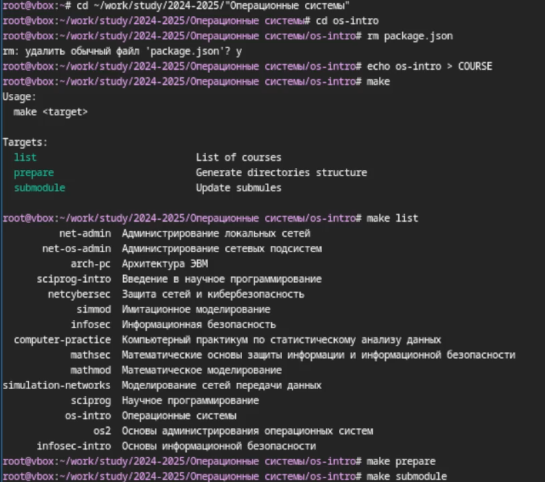 root@vbox:~# cd ~/work/study/2024-2025/"Операционные системы"
root@vbox:~/work/study/2024-2025/Операционные системы# cd os-intro
root@vbox:~/work/study/2024-2025/Операционные системы/os-intro# rm package.json
rm: удалить обычный файл 'package.json'? y
root@vbox:~/work/study/2024-2025/Операционные системы/os-intro# echo os-intro > COURSE
root@vbox:~/work/study/2024-2025/Операционные системы/os-intro# make
Usage:
  make <target>
Targets:
  list                         List of courses
  prepare                      Generate directories structure
  submodule                    Update submules
root@vbox:~/work/study/2024-2025/Операционные системы/os-intro# make list
net-admin  Администрирование локальных сетей
net-os-admin  Администрирование сетевых подсистем
arch-pc  Архитектура ЭВМ
sciprog-intro  Введение в научное программирование
netcybersec  Защита сетей и кибербезопасность
simmod  Имитационное моделирование
infosec  Информационная безопасность
computer-practice  Компьютерный практикум по статистическому анализу данных
mathsec  Математические основы защиты информации и информационной безопасности
mathmod  Математическое моделирование
simulation-networks  Моделирование сетей передачи данных
sciprog  Научное программирование
os-intro  Операционные системы
os2  Основы администрирования операционных систем
infosec-intro  Основы информационной безопасности
root@vbox:~/work/study/2024-2025/Операционные системы/os-intro# make prepare
root@vbox:~/work/study/2024-2025/Операционные системы/os-intro# make submodule